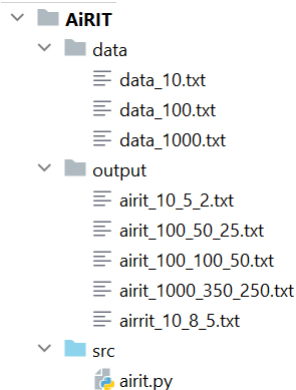 AiRIT
data
data_10.txt
data_100.txt
data_1000.txt
output
airit_10_5_2.txt
airit_100_50_25.txt
airit_100_100_50.txt
airit_1000_350_250.txt
airrit_10_8_5.txt
src
airit.py